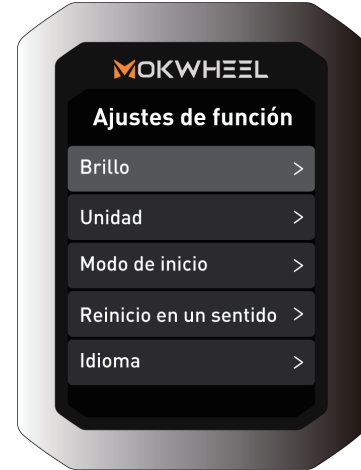 MOKWHEEL
Ajustes de función
Brillo >
Unidad >
Modo de inicio >
Reinicio en un sentido >
Idioma >